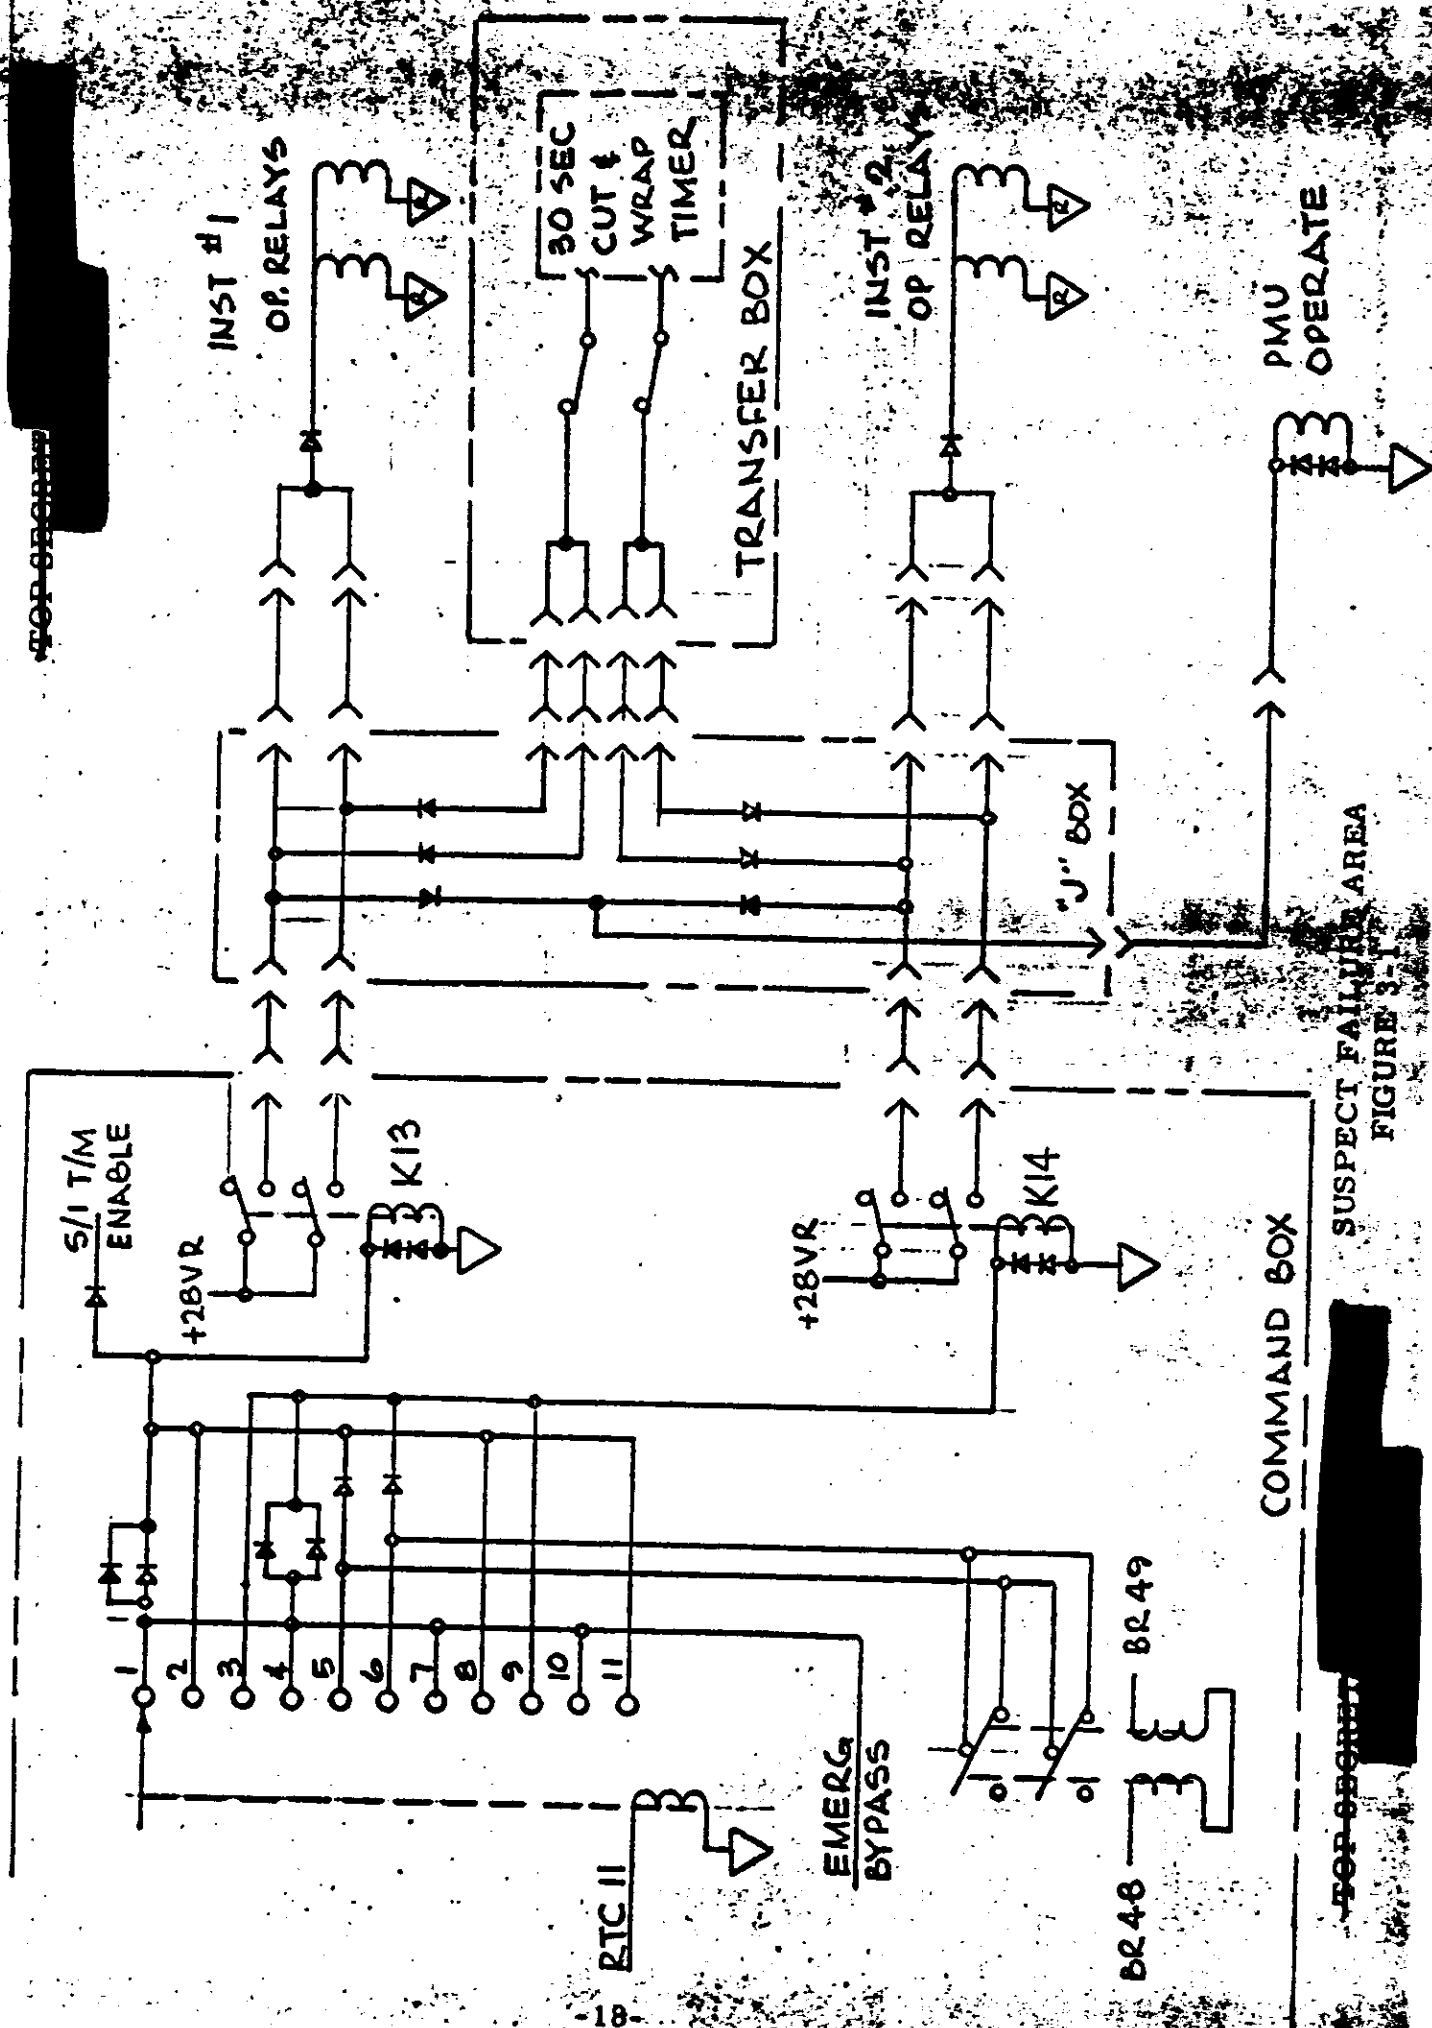 TOP SECRET
INST #1
OP. RELAYS
30 SEC
CUT &
WRAP
TIMER
TRANSFER BOX
INST #2
OP RELAYS
PMU
OPERATE
R
R
R
R
"J" BOX
S/I T/M
ENABLE
+28VR
K13
+28VR
K14
1
2
3
4
5
6
7
8
9
10
11
RTC 11
EMERG
BYPASS
BR 48
BR 49
COMMAND BOX
SUSPECT FAILURE AREA
FIGURE 3-1
TOP SECRET
-18-